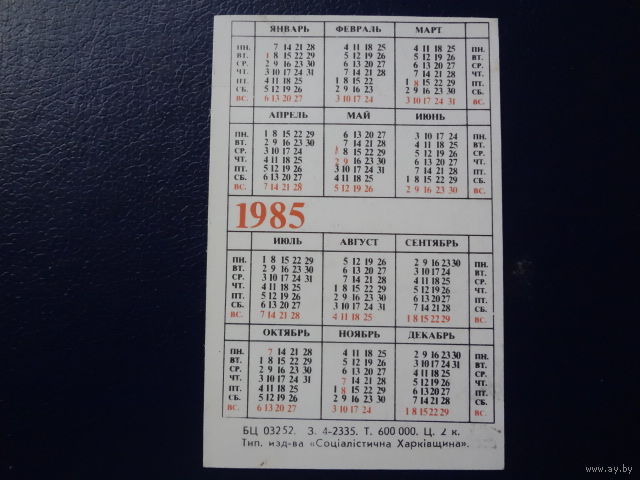 ЯНВАРЬ ФЕВРАЛЬ МАРТ
ПН. 7 14 21 28 4 11 18 25 4 11 18 25 ПН.
ВТ. 1 8 15 22 29 5 12 19 26 5 12 19 26 ВТ.
СР. 2 9 16 23 30 6 13 20 27 6 13 20 27 СР.
ЧТ. 3 10 17 24 31 7 14 21 28 7 14 21 28 ЧТ.
ПТ. 4 11 18 25 1 8 15 22 1 8 15 22 29 ПТ.
СБ. 5 12 19 26 2 9 16 23 2 9 16 23 30 СБ.
ВС. 6 13 20 27 3 10 17 24 3 10 17 24 31 ВС.
АПРЕЛЬ МАЙ ИЮНЬ
ПН. 1 8 15 22 29 6 13 20 27 3 10 17 24 ПН.
ВТ. 2 9 16 23 30 7 14 21 28 4 11 18 25 ВТ.
СР. 3 10 17 24 1 8 15 22 29 5 12 19 26 СР.
ЧТ. 4 11 18 25 2 9 16 23 30 6 13 20 27 ЧТ.
ПТ. 5 12 19 26 3 10 17 24 31 7 14 21 28 ПТ.
СБ. 6 13 20 27 4 11 18 25 1 8 15 22 29 СБ.
ВС. 7 14 21 28 5 12 19 26 2 9 16 23 30 ВС.
1985
ИЮЛЬ АВГУСТ СЕНТЯБРЬ
ПН. 1 8 15 22 29 5 12 19 26 2 9 16 23 30 ПН.
ВТ. 2 9 16 23 30 6 13 20 27 3 10 17 24 ВТ.
СР. 3 10 17 24 31 7 14 21 28 4 11 18 25 СР.
ЧТ. 4 11 18 25 1 8 15 22 29 5 12 19 26 ЧТ.
ПТ. 5 12 19 26 2 9 16 23 30 6 13 20 27 ПТ.
СБ. 6 13 20 27 3 10 17 24 31 7 14 21 28 СБ.
ВС. 7 14 21 28 4 11 18 25 1 8 15 22 29 ВС.
ОКТЯБРЬ НОЯБРЬ ДЕКАБРЬ
ПН. 7 14 21 28 4 11 18 25 2 9 16 23 30 ПН.
ВТ. 1 8 15 22 29 5 12 19 26 3 10 17 24 31 ВТ.
СР. 2 9 16 23 30 6 13 20 27 4 11 18 25 СР.
ЧТ. 3 10 17 24 31 7 14 21 28 5 12 19 26 ЧТ.
ПТ. 4 11 18 25 1 8 15 22 29 6 13 20 27 ПТ.
СБ. 5 12 19 26 2 9 16 23 30 7 14 21 28 СБ.
ВС. 6 13 20 27 3 10 17 24 1 8 15 22 29 ВС.
БЦ 03252. З. 4-2335. Т. 600 000. Ц. 2 к.
Тип. изд-ва «Соціалістична Харківщина».
www.ay.by